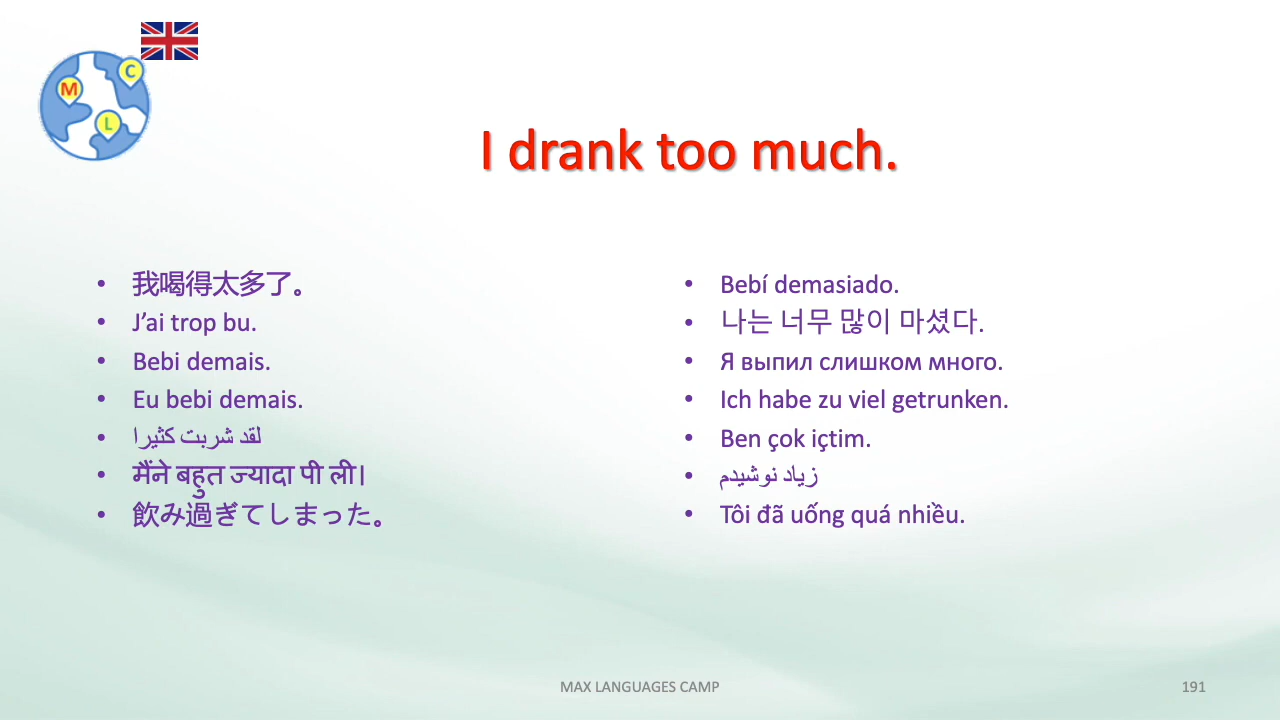 M
C
L
I drank too much.
• 我喝得太多了。
• J’ai trop bu.
• Bebi demais.
• Eu bebi demais.
• لقد شربت كثيرا
• मैंने बहुत ज्यादा पी ली।
• 飲み過ぎてしまった。
• Bebí demasiado.
• 나는 너무 많이 마셨다.
• Я выпил слишком много.
• Ich habe zu viel getrunken.
• Ben çok içtim.
• زیاد نوشیدم
• Tôi đã uống quá nhiều.
MAX LANGUAGES CAMP
191